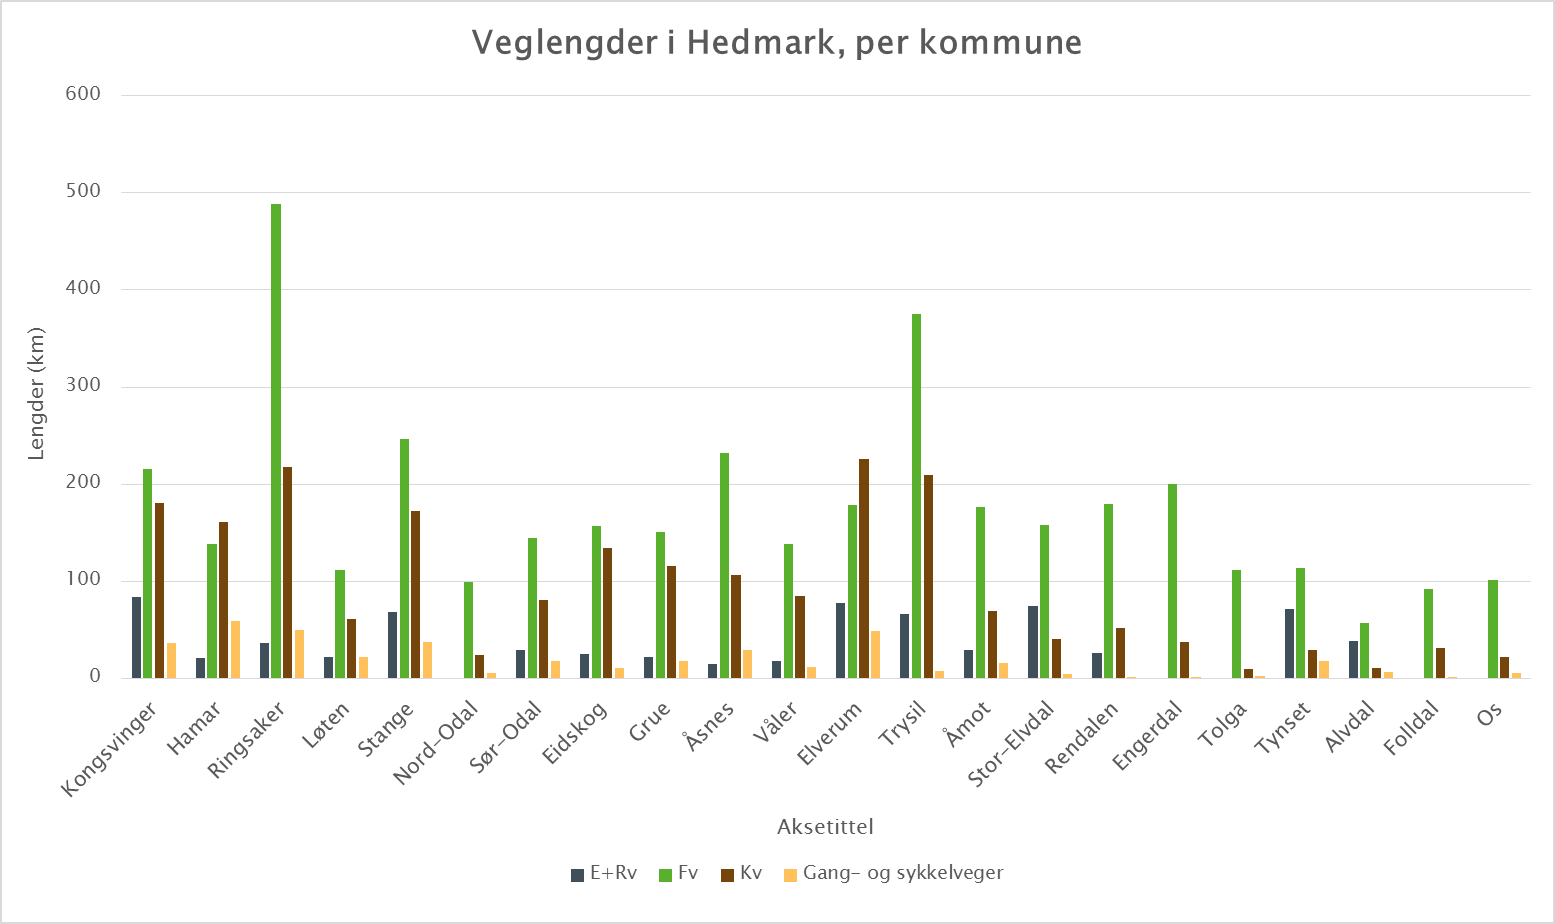 Veglengder i Hedmark, per kommune
600
500
400
300
200
100
0
Lengder (km)
Kongsvinger
Hamar
Ringsaker
Løten
Stange
Nord-Odal
Sør-Odal
Eidskog
Grue
Åsnes
Våler
Elverum
Trysil
Åmot
Stor-Elvdal
Rendalen
Engerdal
Tolga
Tynset
Alvdal
Folldal
Os
Aksetittel
E+Rv Fv Kv Gang- og sykkelveger